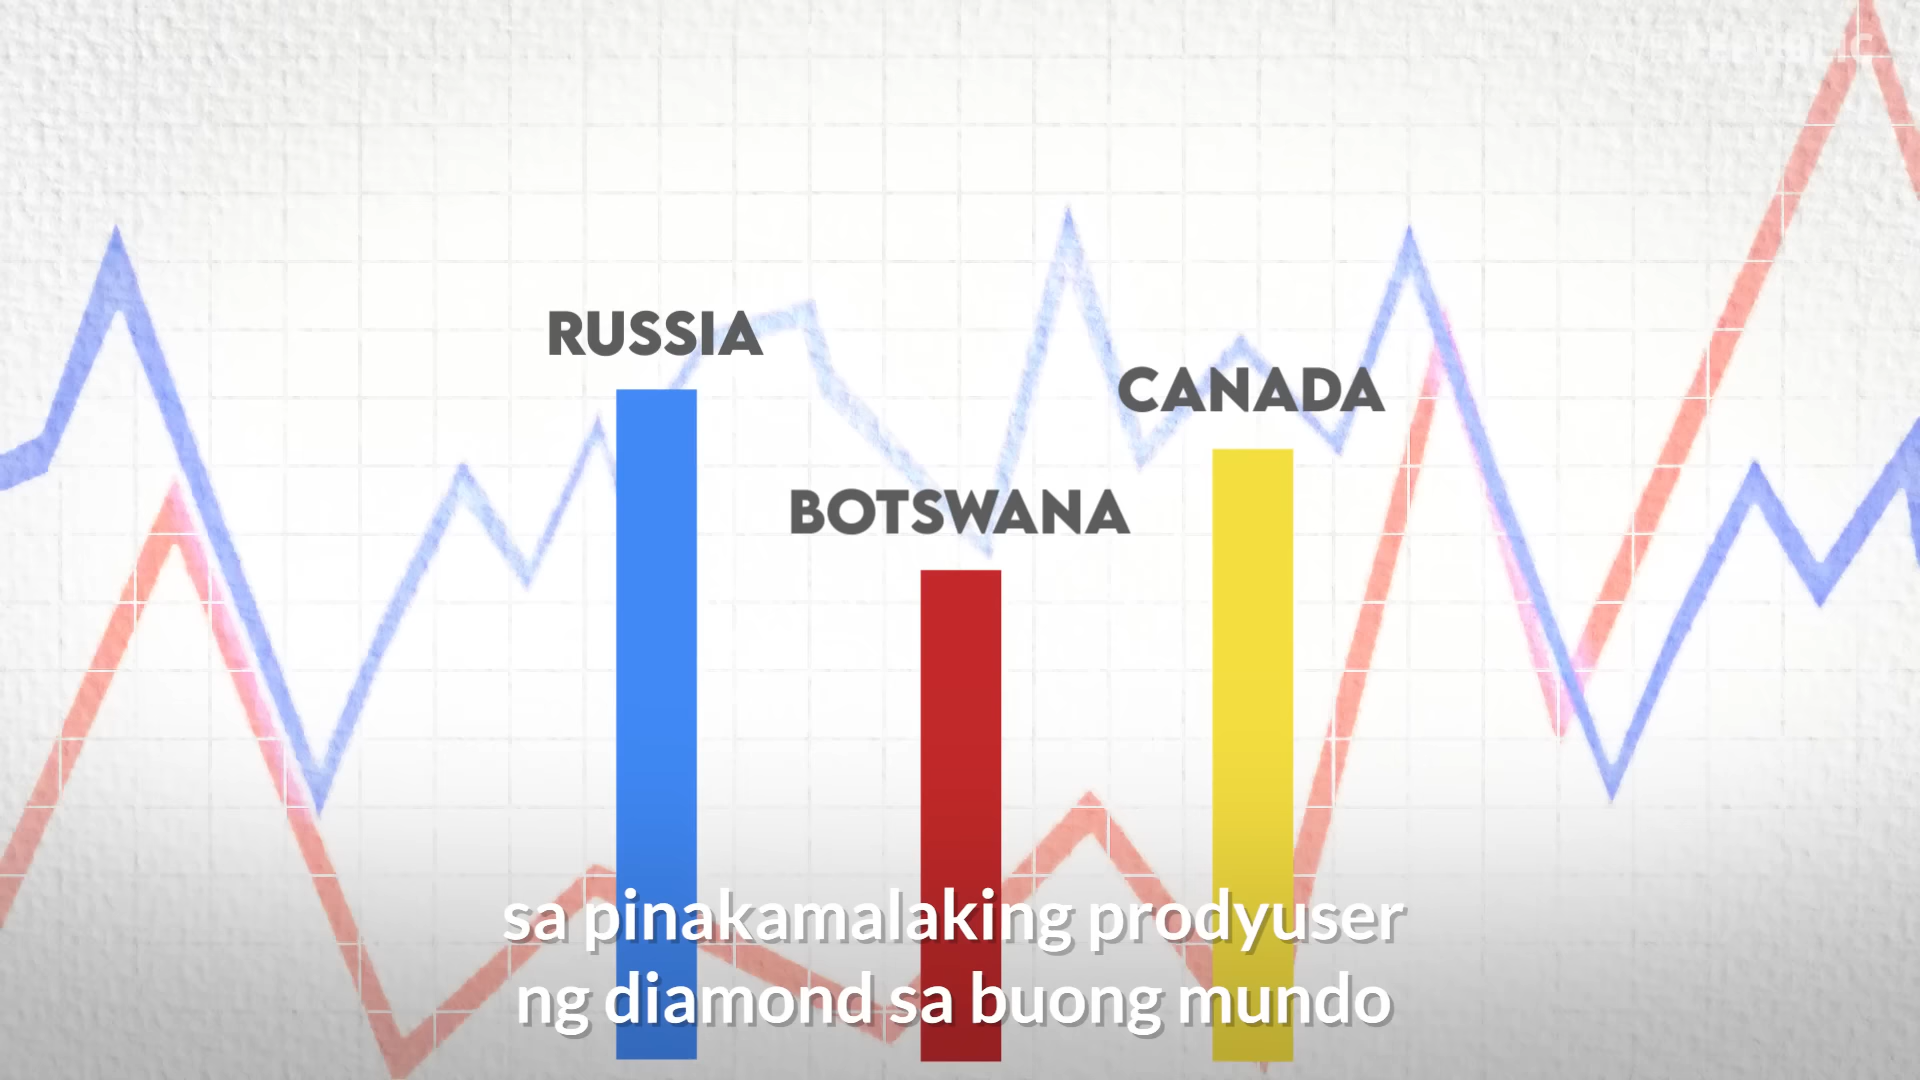 RUSSIA
CANADA
BOTSWANA
sa pinakamalaking prodyuser
ng diamond sa buong mundo